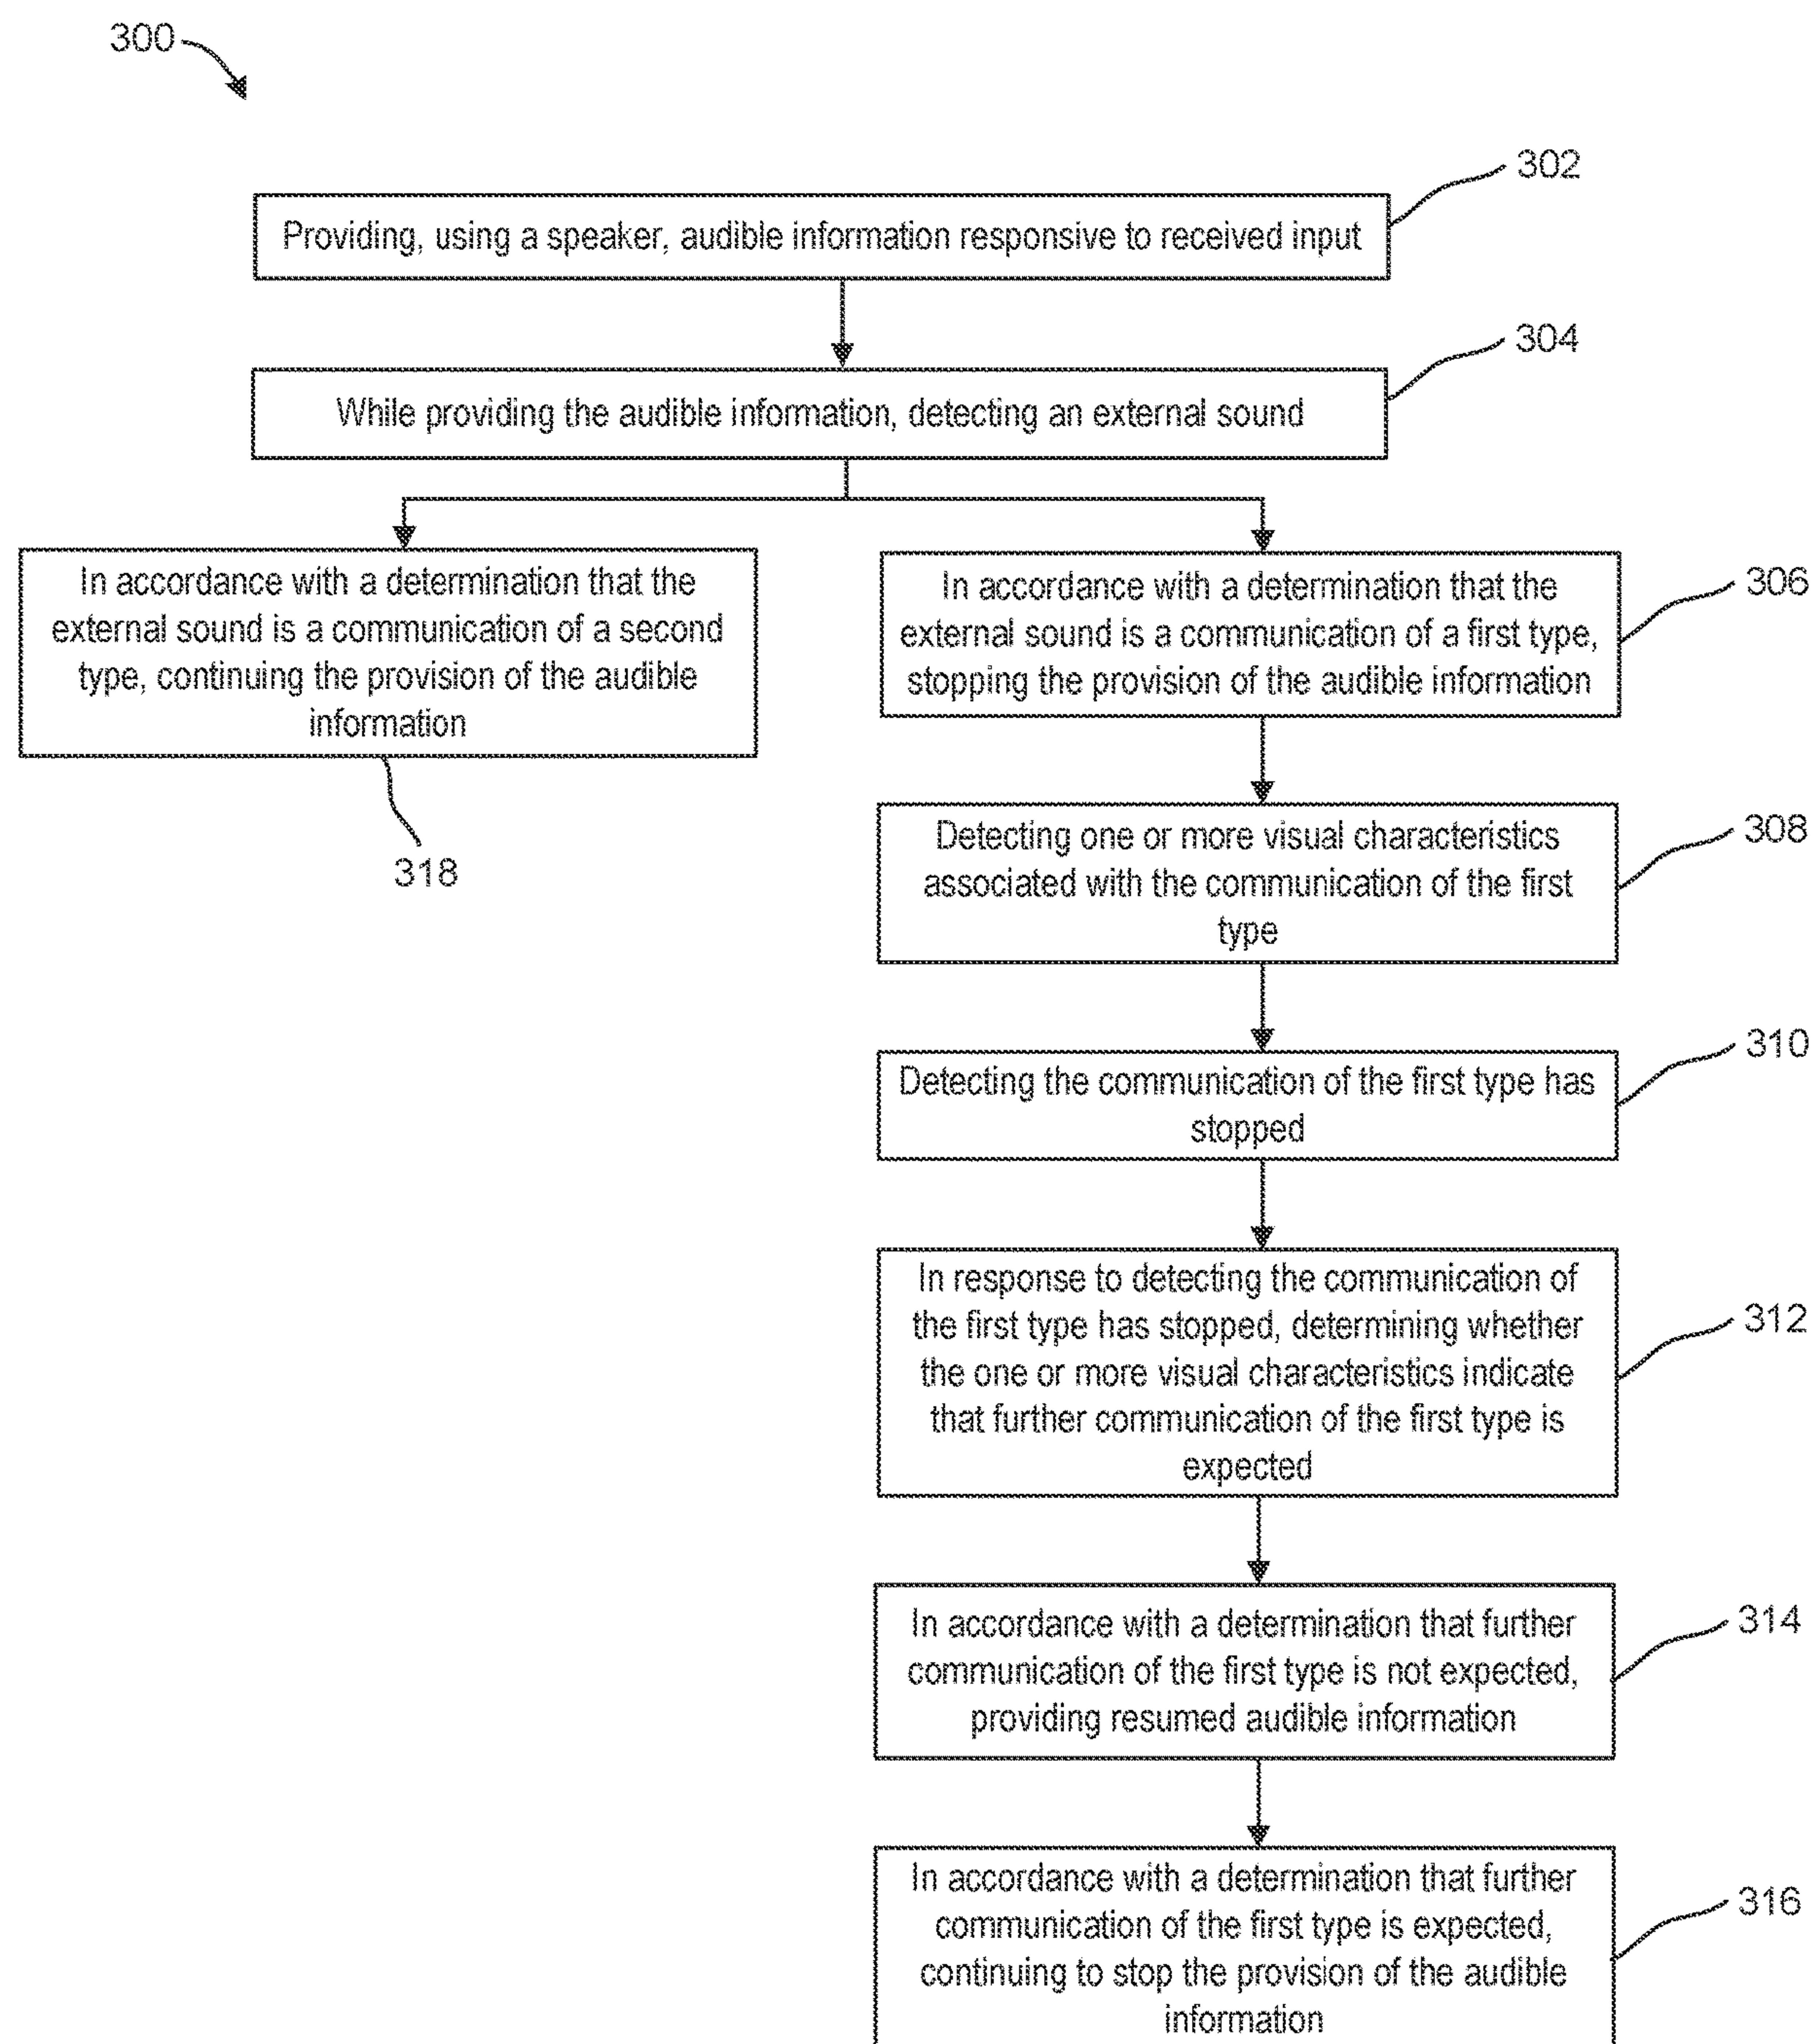 300
302
Providing, using a speaker, audible information responsive to received input
304
While providing the audible information, detecting an external sound
In accordance with a determination that the
external sound is a communication of a second
type, continuing the provision of the audible
information
318
306
In accordance with a determination that the
external sound is a communication of a first type,
stopping the provision of the audible information
308
Detecting one or more visual characteristics
associated with the communication of the first
type
310
Detecting the communication of the first type has
stopped
312
In response to detecting the communication of
the first type has stopped, determining whether
the one or more visual characteristics indicate
that further communication of the first type is
expected
314
In accordance with a determination that further
communication of the first type is not expected,
providing resumed audible information
316
In accordance with a determination that further
communication of the first type is expected,
continuing to stop the provision of the audible
information